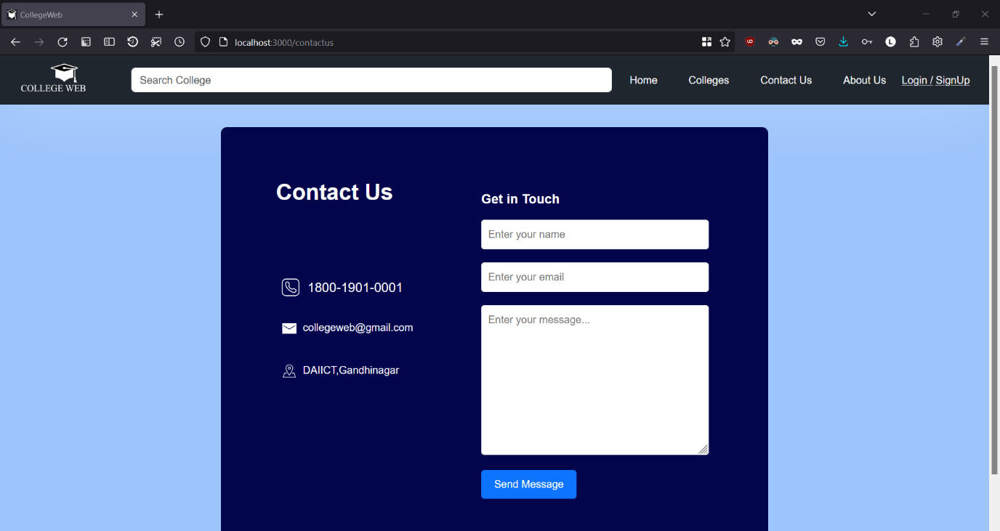 CollegeWeb
localhost:3000/contactus
COLLEGE WEB
Search College
Home
Colleges
Contact Us
About Us
Login / SignUp
Contact Us
1800-1901-0001
collegeweb@gmail.com
DAIICT,Gandhinagar
Get in Touch
Enter your name
Enter your email
Enter your message...
Send Message